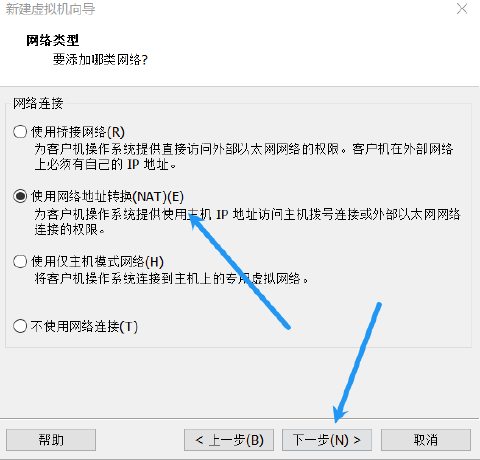 新建虚拟机向导
网络类型
要添加哪类网络?
网络连接
使用桥接网络(R)
为客户机操作系统提供直接访问外部以太网网络的权限。客户机在外部网络
上必须有自己的 IP 地址。
使用网络地址转换(NAT)(E)
为客户机操作系统提供使用主机 IP 地址访问主机拨号连接或外部以太网网络
连接的权限。
使用仅主机模式网络(H)
将客户机操作系统连接到主机上的专用虚拟网络。
不使用网络连接(T)
帮助
< 上一步(B)
下一步(N) >
取消